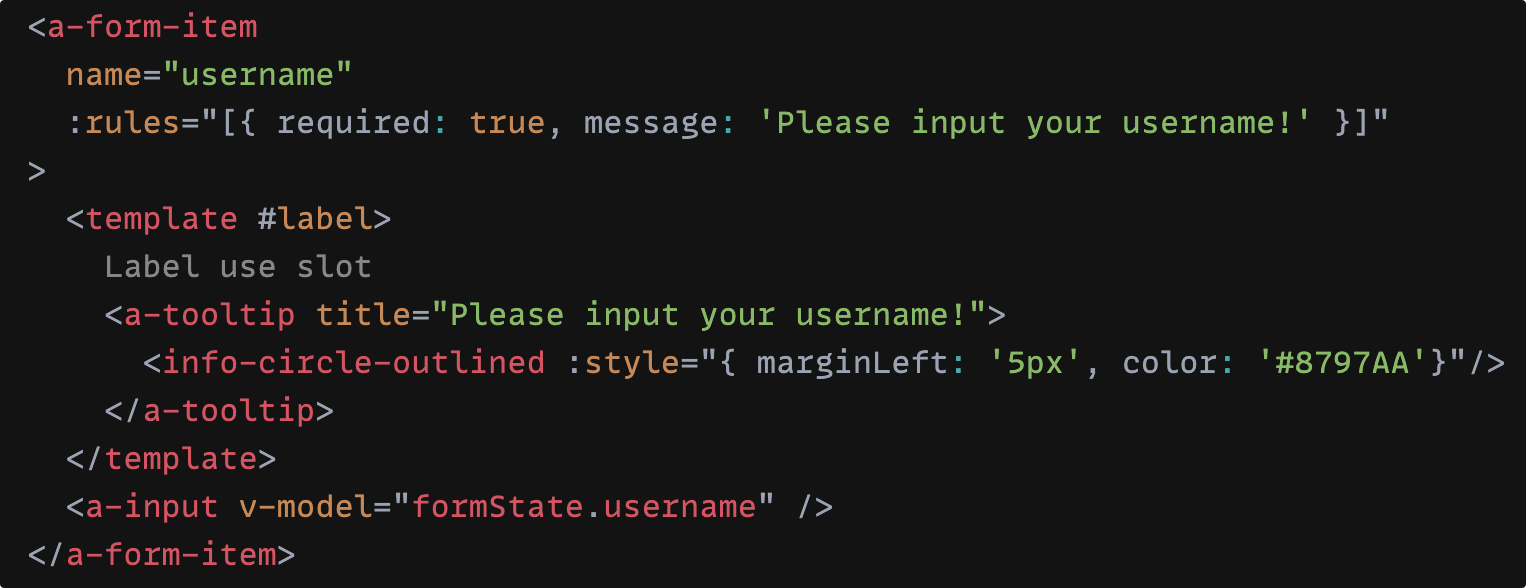 <a-form-item
  name="username"
  :rules="[{ required: true, message: 'Please input your username!' }]"
>
  <template #label>
    Label use slot
    <a-tooltip title="Please input your username!">
      <info-circle-outlined :style="{ marginLeft: '5px', color: '#8797AA'}"/>
    </a-tooltip>
  </template>
  <a-input v-model="formState.username" />
</a-form-item>